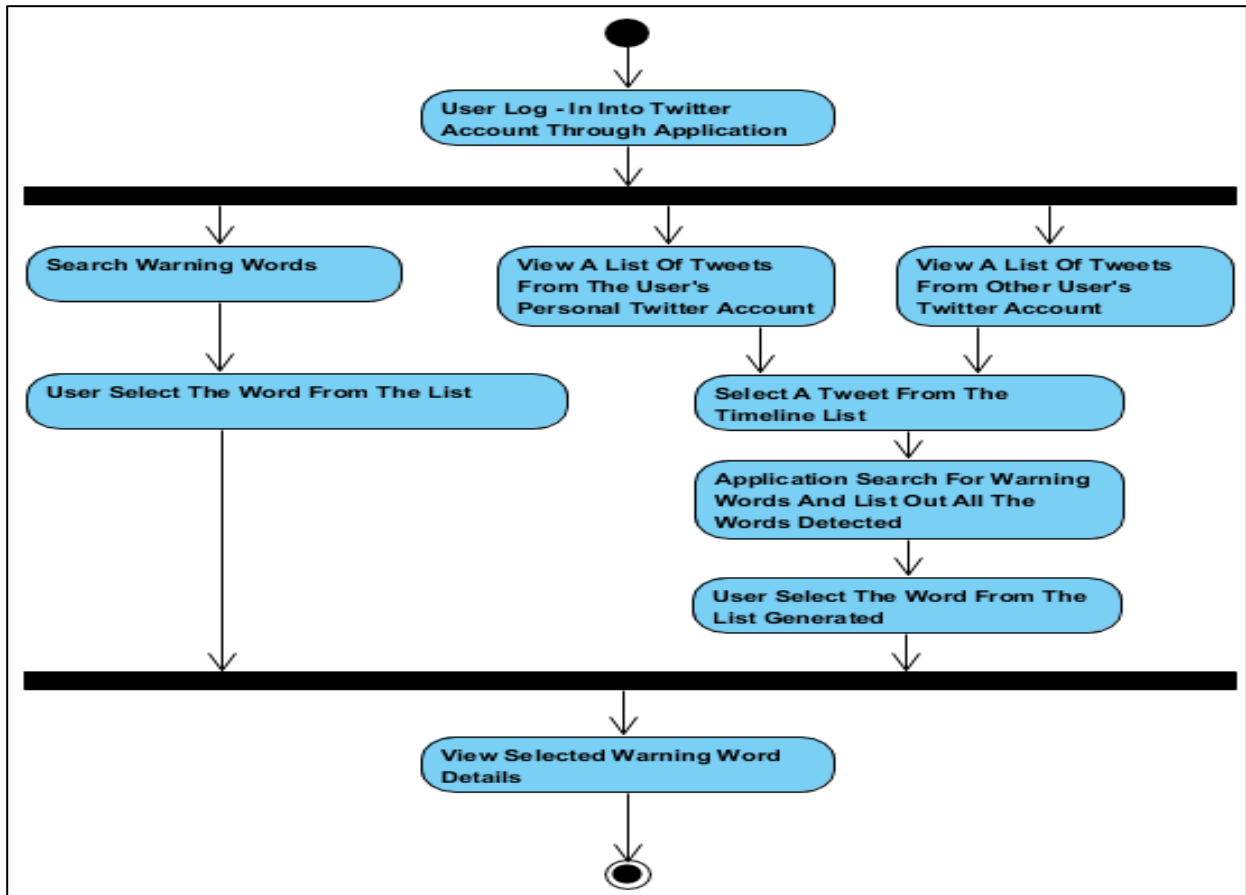 User Log - In Into Twitter
Account Through Application
Search Warning Words
View A List Of Tweets
From The User's
Personal Twitter Account
View A List Of Tweets
From Other User's
Twitter Account
User Select The Word From The List
Select A Tweet From The
Timeline List
Application Search For Warning
Words And List Out All The
Words Detected
User Select The Word From The
List Generated
View Selected Warning Word
Details